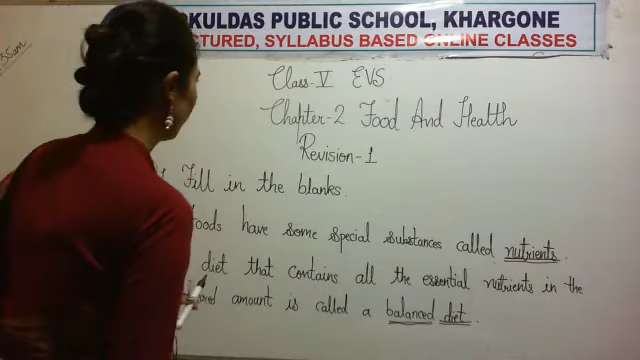 KULDAS PUBLIC SCHOOL, KHARGONE
CTURED, SYLLABUS BASED ONLINE CLASSES
Class-V EVS
Chapter-2 Food And Health
Revision-1
Fill in the blanks.
foods have some special substances called nutrients.
diet that contains all the essential nutrients in the
amount is called a balanced diet.